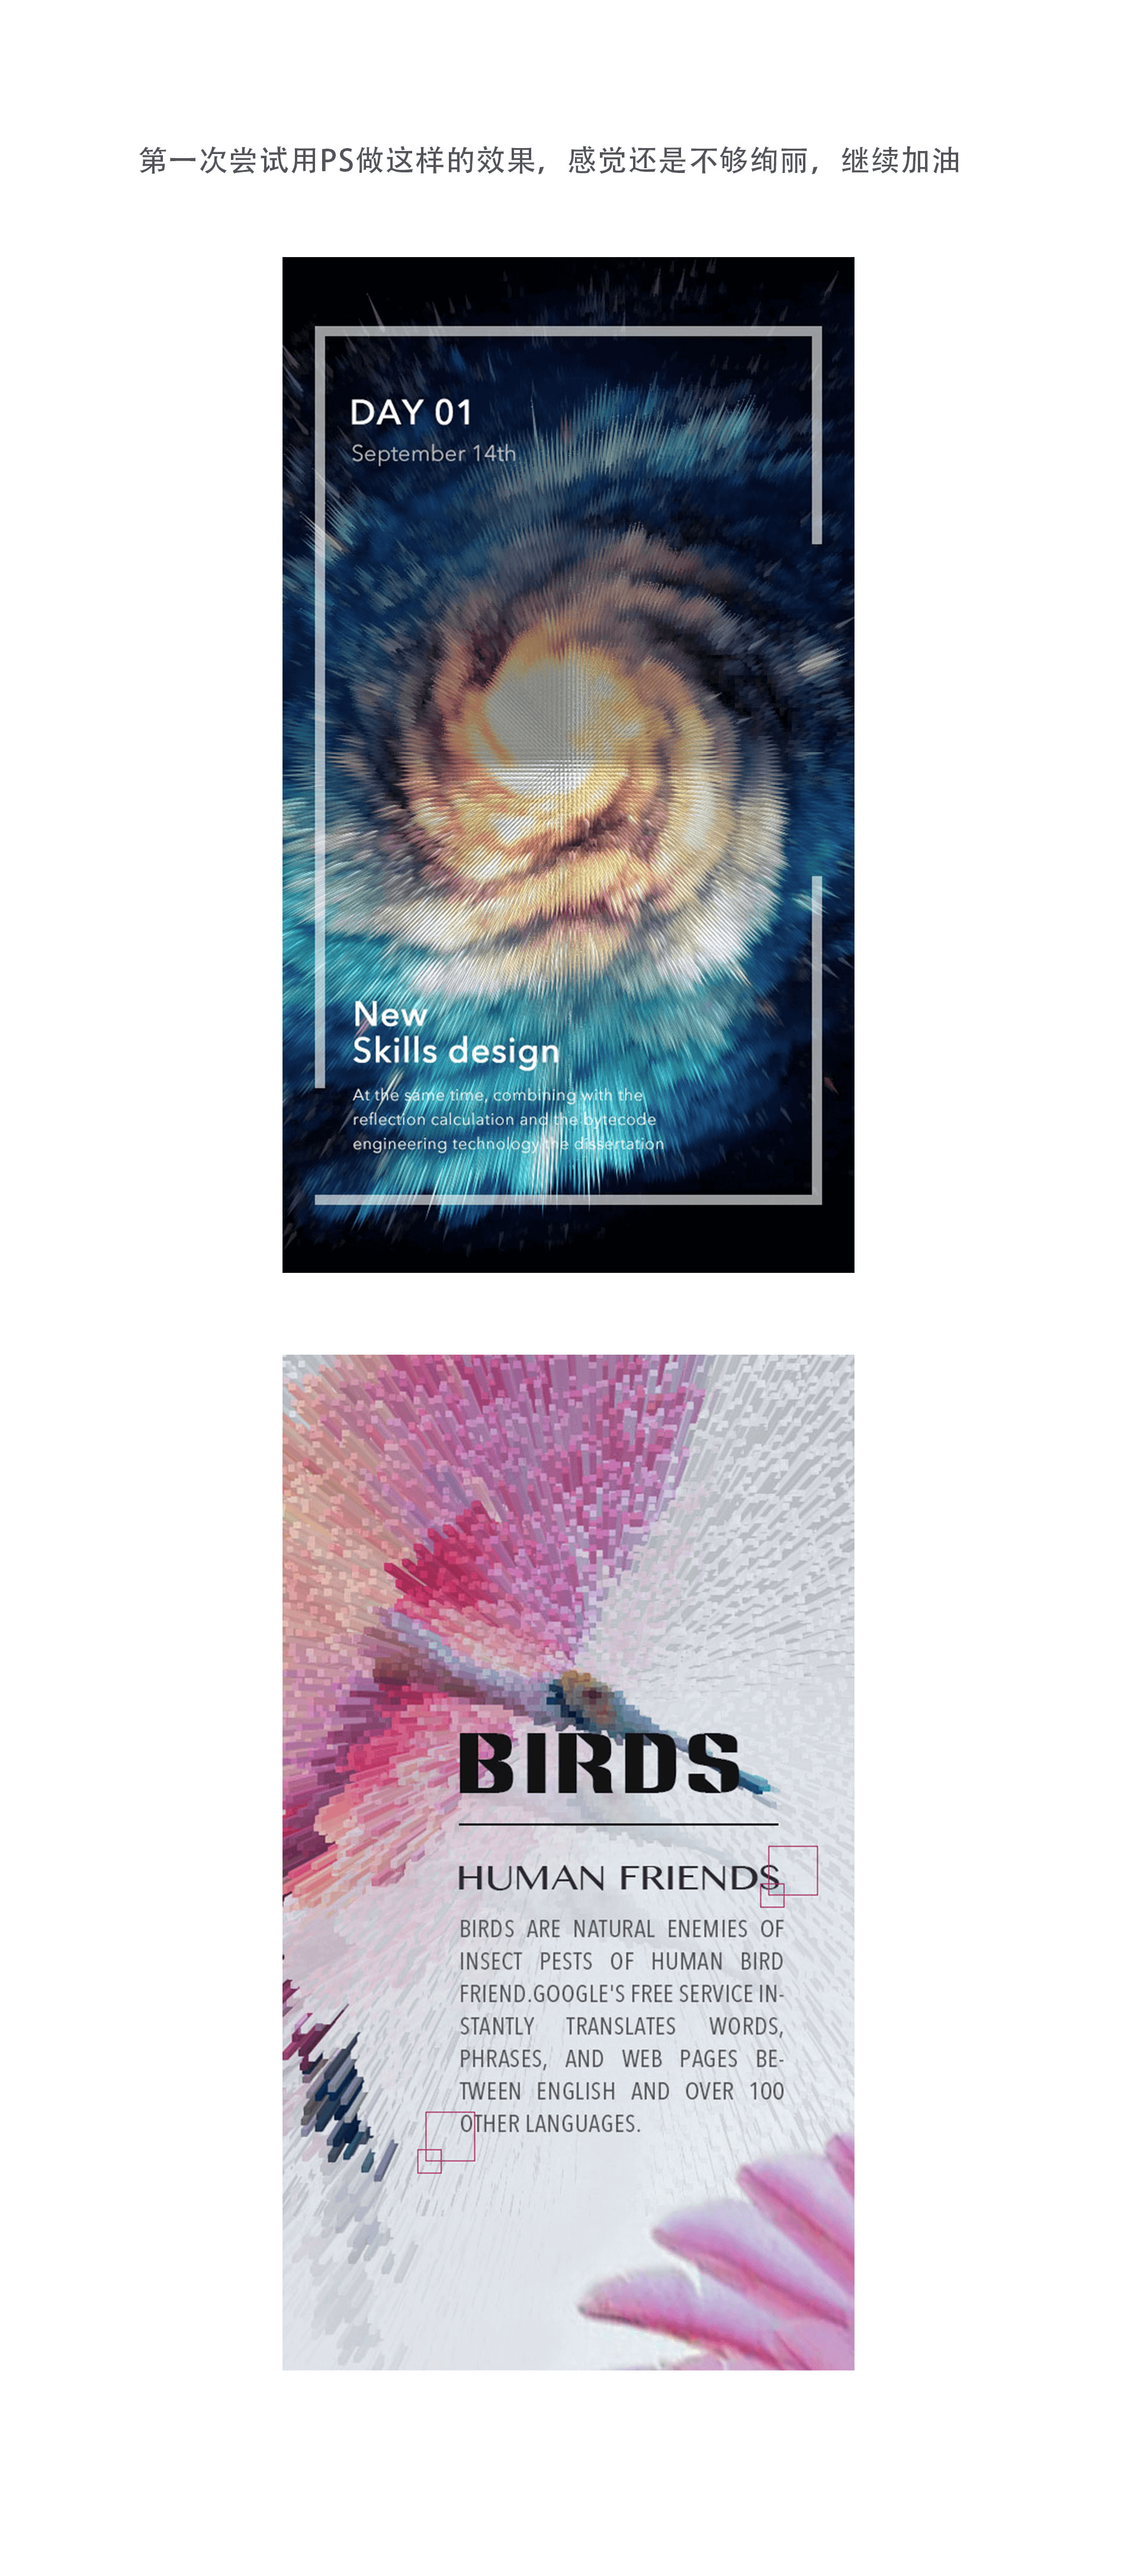 第一次尝试用PS做这样的效果，感觉还是不够绚丽，继续加油
DAY 01
September 14th
New
Skills design
At the same time, combining with the
reflection calculation and the bytecode
engineering technology,the dissertation
BIRDS
HUMAN FRIENDS
BIRDS ARE NATURAL ENEMIES OF
INSECT PESTS OF HUMAN BIRD
FRIEND.GOOGLE'S FREE SERVICE IN-
STANTLY TRANSLATES WORDS,
PHRASES, AND WEB PAGES BE-
TWEEN ENGLISH AND OVER 100
OTHER LANGUAGES.